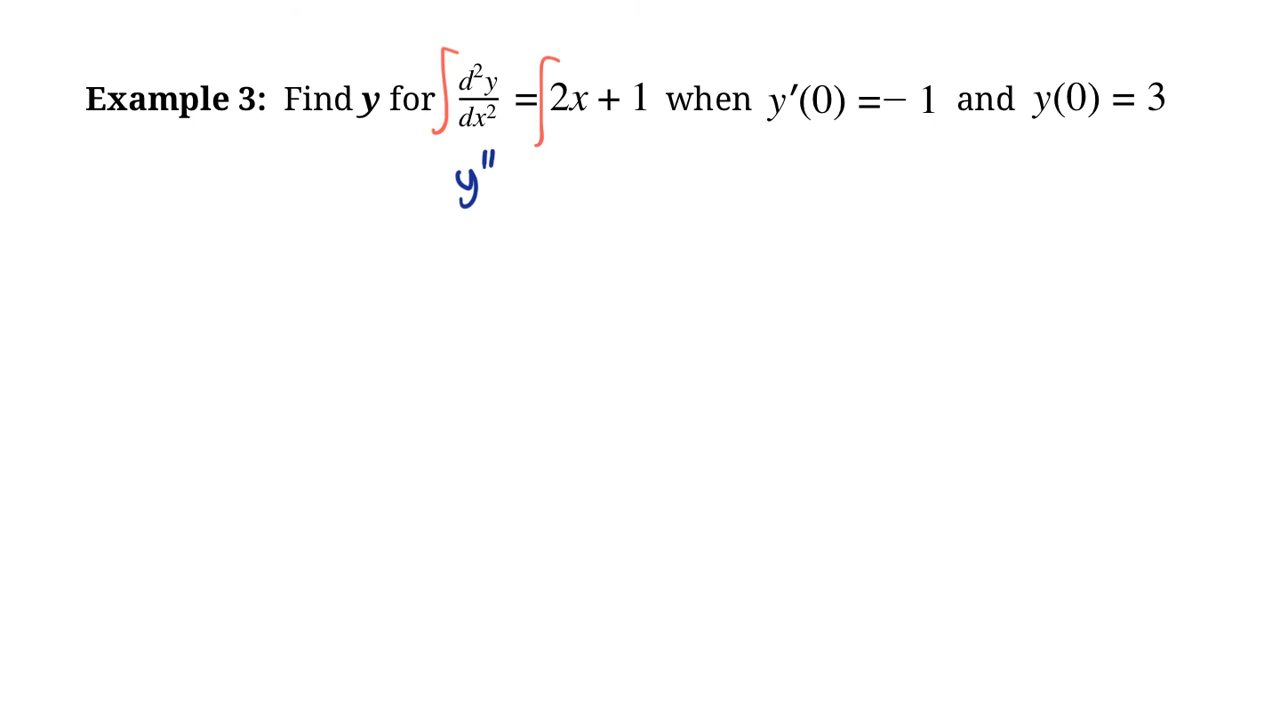 Example 3: Find y for ∫ d²y/dx² = ∫ 2x + 1 when y′(0) =− 1 and y(0) = 3
y"